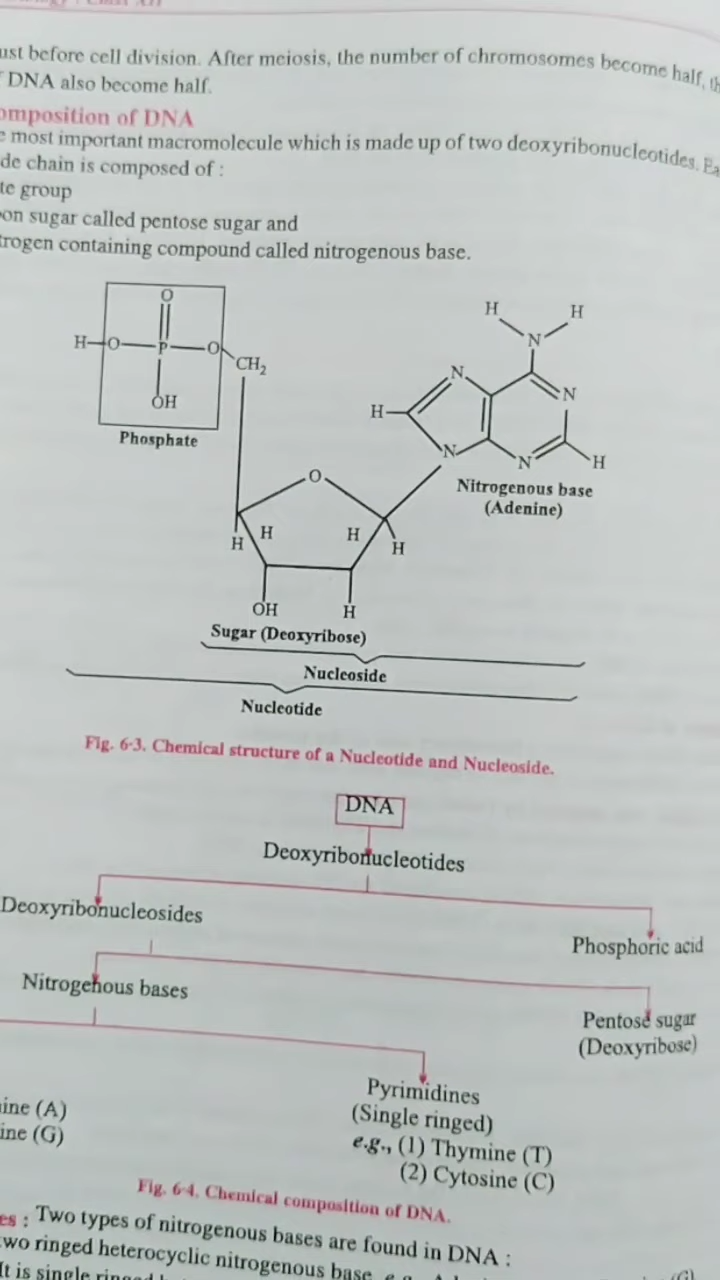 ust before cell division. After meiosis, the number of chromosomes become half, th
DNA also become half.
omposition of DNA
e most important macromolecule which is made up of two deoxyribonucleotides. Ea
de chain is composed of :
te group
on sugar called pentose sugar and
trogen containing compound called nitrogenous base.
O
H H
H—O—P—O
CH₂
N
N
N
OH
H
Phosphate
N
N
H
O
Nitrogenous base
(Adenine)
H
H
H
H
OH
H
Sugar (Deoxyribose)
Nucleoside
Nucleotide
Fig. 6·3. Chemical structure of a Nucleotide and Nucleoside.
DNA
Deoxyribonucleotides
Deoxyribonucleosides
Phosphoric acid
Nitrogenous bases
Pentose sugar
(Deoxyribose)
Pyrimidines
(Single ringed)
ine (A)
ine (G)
e.g., (1) Thymine (T)
(2) Cytosine (C)
Fig. 6·4. Chemical composition of DNA.
es : Two types of nitrogenous bases are found in DNA :
wo ringed heterocyclic nitrogenous base, e.g.,
It is single